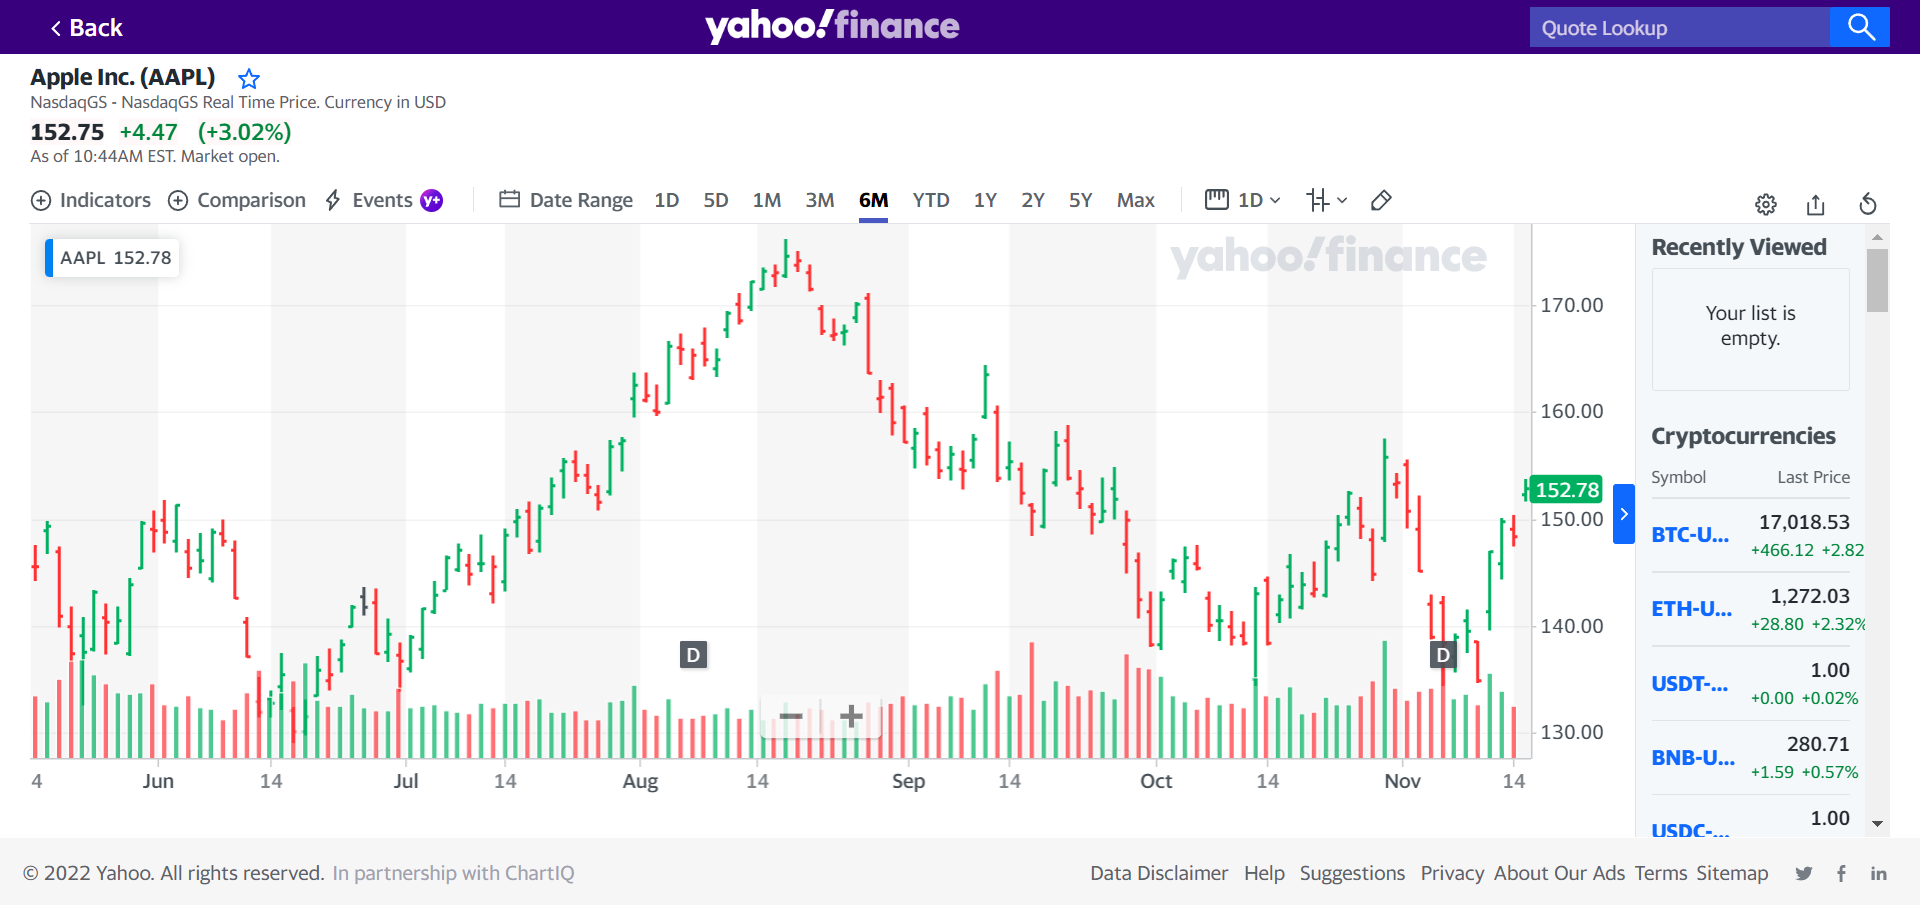 Back
yahoo!finance
Quote Lookup
Apple Inc. (AAPL)
NasdaqGS - NasdaqGS Real Time Price. Currency in USD
152.75 +4.47 (+3.02%)
As of 10:44AM EST. Market open.
Indicators Comparison Events y+ Date Range 1D 5D 1M 3M 6M YTD 1Y 2Y 5Y Max 1D
AAPL 152.78
yahoo!finance
170.00
160.00
152.78
150.00
140.00
130.00
D
D
4 Jun 14 Jul 14 Aug 14 Sep 14 Oct 14 Nov 14
Recently Viewed
Your list is
empty.
Cryptocurrencies
Symbol Last Price
BTC-U... 17,018.53
+466.12 +2.82
ETH-U... 1,272.03
+28.80 +2.32%
USDT-... 1.00
+0.00 +0.02%
BNB-U... 280.71
+1.59 +0.57%
USDC-... 1.00
© 2022 Yahoo. All rights reserved. In partnership with ChartIQ
Data Disclaimer Help Suggestions Privacy About Our Ads Terms Sitemap